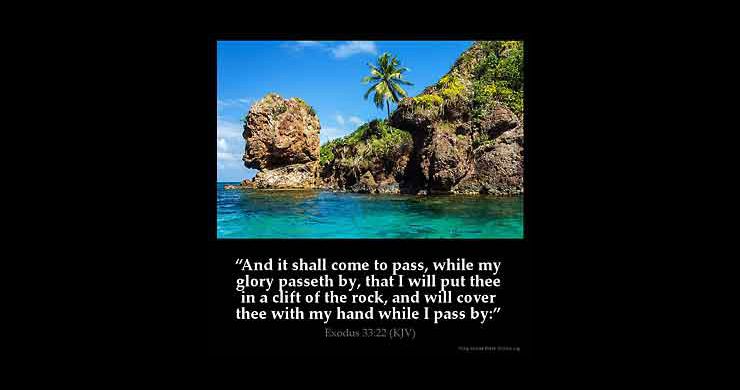 “And it shall come to pass, while my
glory passeth by, that I will put thee
in a clift of the rock, and will cover
thee with my hand while I pass by:”
Exodus 33:22 (KJV)